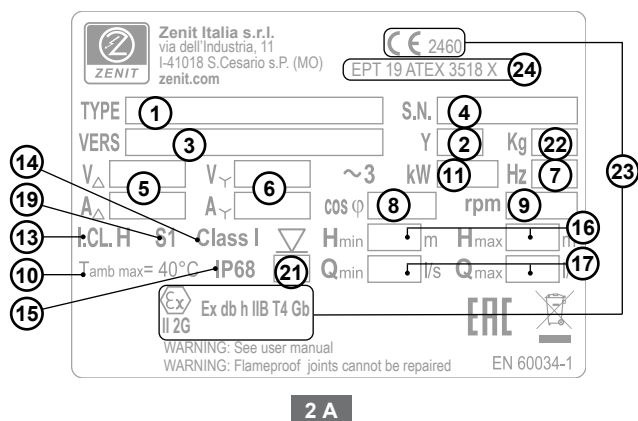 Zenit Italia s.r.l.
via dell'Industria, 11
I-41018 S.Cesario s.P. (MO)
zenit.com
ZENIT
CE 2460
EPT 19 ATEX 3518 X 24
TYPE 1 S.N. 4
VERS 3 Y 2 Kg 22
14
V△ 5 V 6 ~3 kW 11 Hz 7 23
19
A△ A cos φ 8 rpm 9
13 I.CL. H S1 Class I Hmin m Hmax m 16
10 Tamb max= 40°C IP68 21 Qmin l/s Qmax 17
15
Ex
II 2G
Ex db h IIB T4 Gb
EAC
WARNING: See user manual
WARNING: Flameproof joints cannot be repaired EN 60034-1
2 A